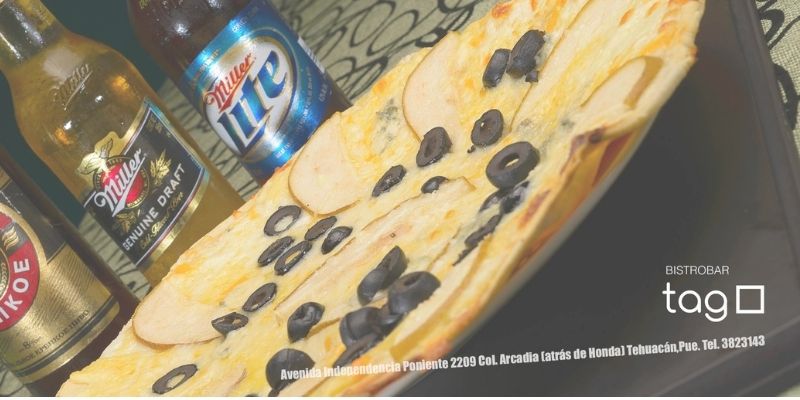 Miller
Lite
Miller
GENUINE DRAFT
BISTROBAR
tag
Avenida Independencia Poniente 2209 Col. Arcadia (atrás de Honda) Tehuacán,Pue. Tel. 3823143